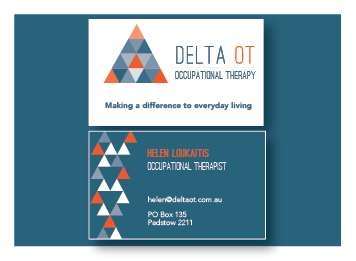 DELTA OT
OCCUPATIONAL THERAPY
Making a difference to everyday living
HELEN LOUKAITIS
OCCUPATIONAL THERAPIST
helen@deltaot.com.au
PO Box 135
Padstow 2211